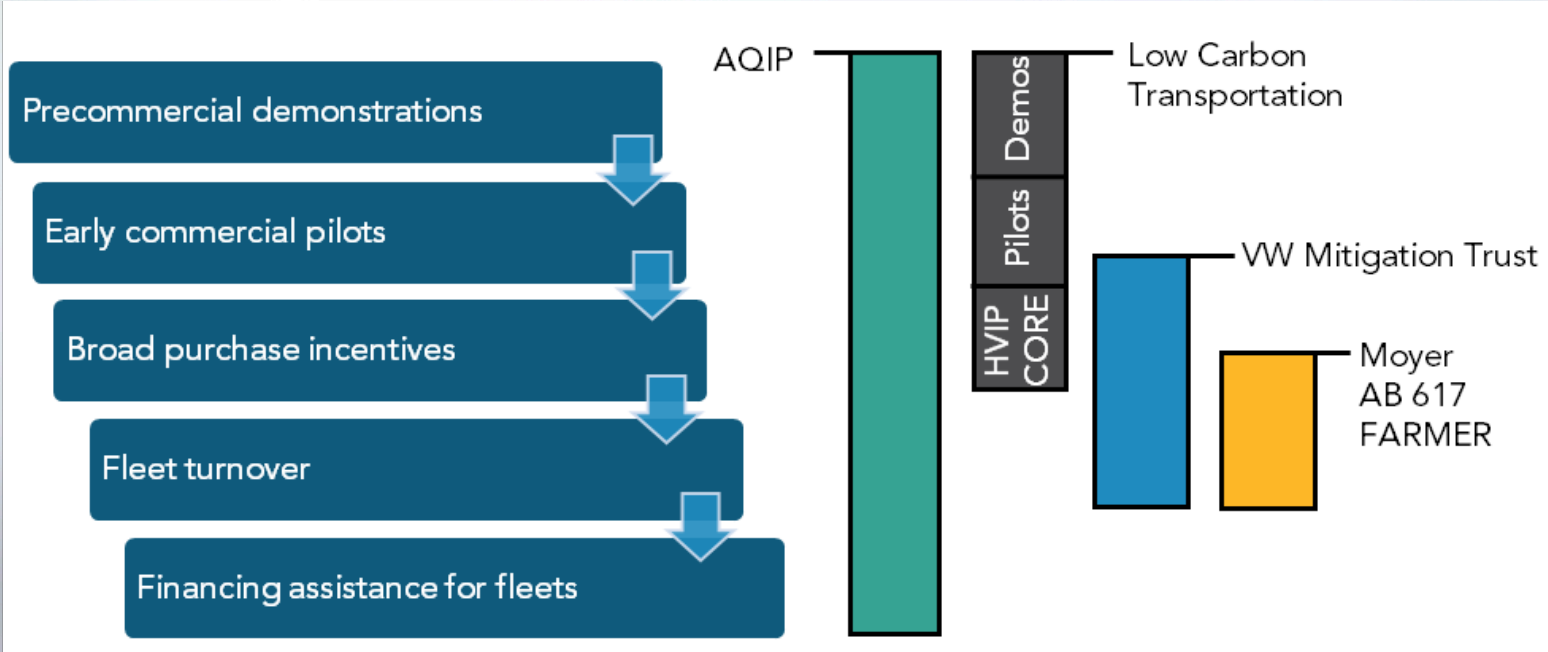 Precommercial demonstrations
Early commercial pilots
Broad purchase incentives
Fleet turnover
Financing assistance for fleets
AQIP
Demos
Pilots
HVIP
CORE
Low Carbon
Transportation
VW Mitigation Trust
Moyer
AB 617
FARMER